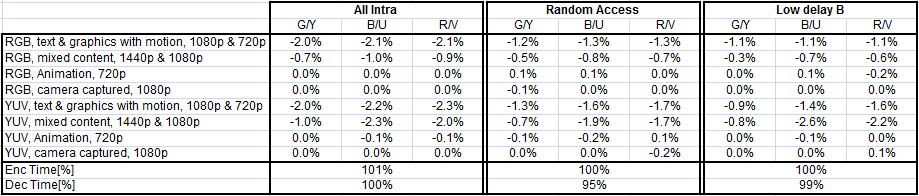 All Intra Random Access Low delay B
G/Y B/U R/V G/Y B/U R/V G/Y B/U R/V
RGB, text & graphics with motion, 1080p & 720p -2.0% -2.1% -2.1% -1.2% -1.3% -1.3% -1.1% -1.1% -1.1%
RGB, mixed content, 1440p & 1080p -0.7% -1.0% -0.9% -0.5% -0.8% -0.7% -0.3% -0.7% -0.6%
RGB, Animation, 720p 0.0% 0.0% 0.0% 0.1% 0.1% 0.0% 0.0% 0.1% -0.2%
RGB, camera captured, 1080p 0.0% 0.0% 0.0% -0.1% 0.0% 0.0% 0.0% 0.0% 0.0%
YUV, text & graphics with motion, 1080p & 720p -2.0% -2.2% -2.3% -1.3% -1.6% -1.7% -0.9% -1.4% -1.6%
YUV, mixed content, 1440p & 1080p -1.0% -2.3% -2.0% -0.7% -1.9% -1.7% -0.8% -2.6% -2.2%
YUV, Animation, 720p 0.0% -0.1% -0.1% -0.1% -0.2% 0.1% 0.0% -0.1% 0.0%
YUV, camera captured, 1080p 0.0% 0.0% 0.0% 0.0% 0.0% -0.2% 0.0% 0.0% 0.1%
Enc Time[%] 101% 100% 100%
Dec Time[%] 100% 95% 99%